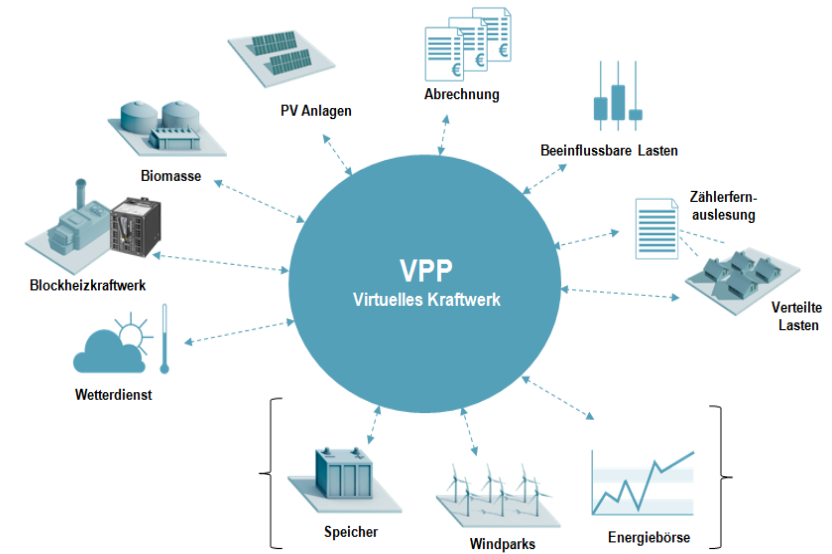 Abrechnung
PV Anlagen
Beeinflussbare Lasten
Biomasse
Zählerfern-
auslesung
VPP
Virtuelles Kraftwerk
Blockheizkraftwerk
Verteilte
Lasten
Wetterdienst
Speicher
Windparks
Energiebörse
€
€
€